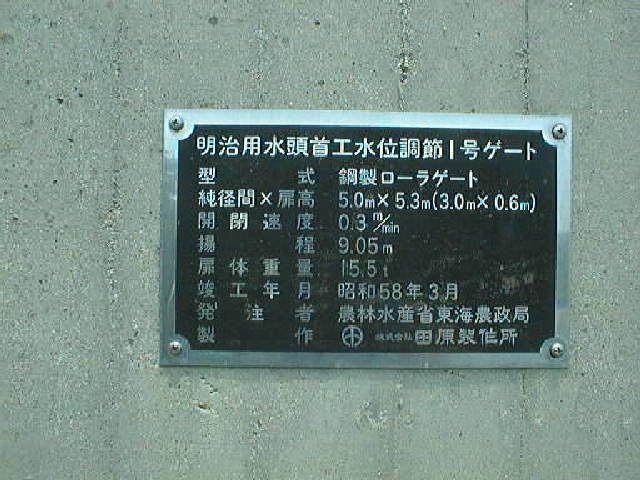 明治用水頭首工水位調節1号ゲート
型式 鋼製ローラゲート
純径間×扉高 5.0m×5.3m(3.0m×0.6m)
開閉速度 0.3m/min
揚程 9.05m
扉体重量 15.5t
竣工年月 昭和58年3月
発注者 農林水産省東海農政局
製作 株式会社田原製作所